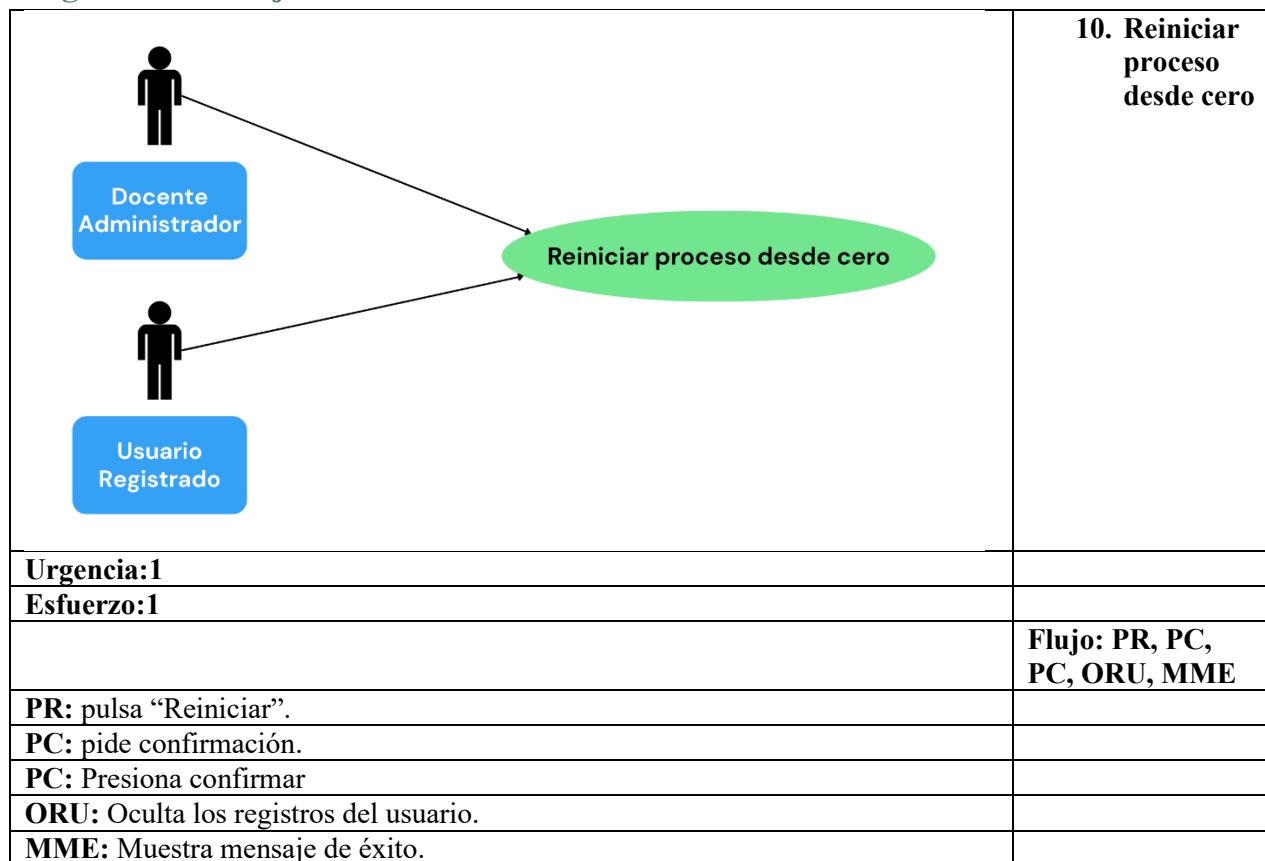 10. Reiniciar
proceso
desde cero
Docente
Administrador
Reiniciar proceso desde cero
Usuario
Registrado
Urgencia:1
Esfuerzo:1
Flujo: PR, PC,
PC, ORU, MME
PR: pulsa “Reiniciar”.
PC: pide confirmación.
PC: Presiona confirmar
ORU: Oculta los registros del usuario.
MME: Muestra mensaje de éxito.